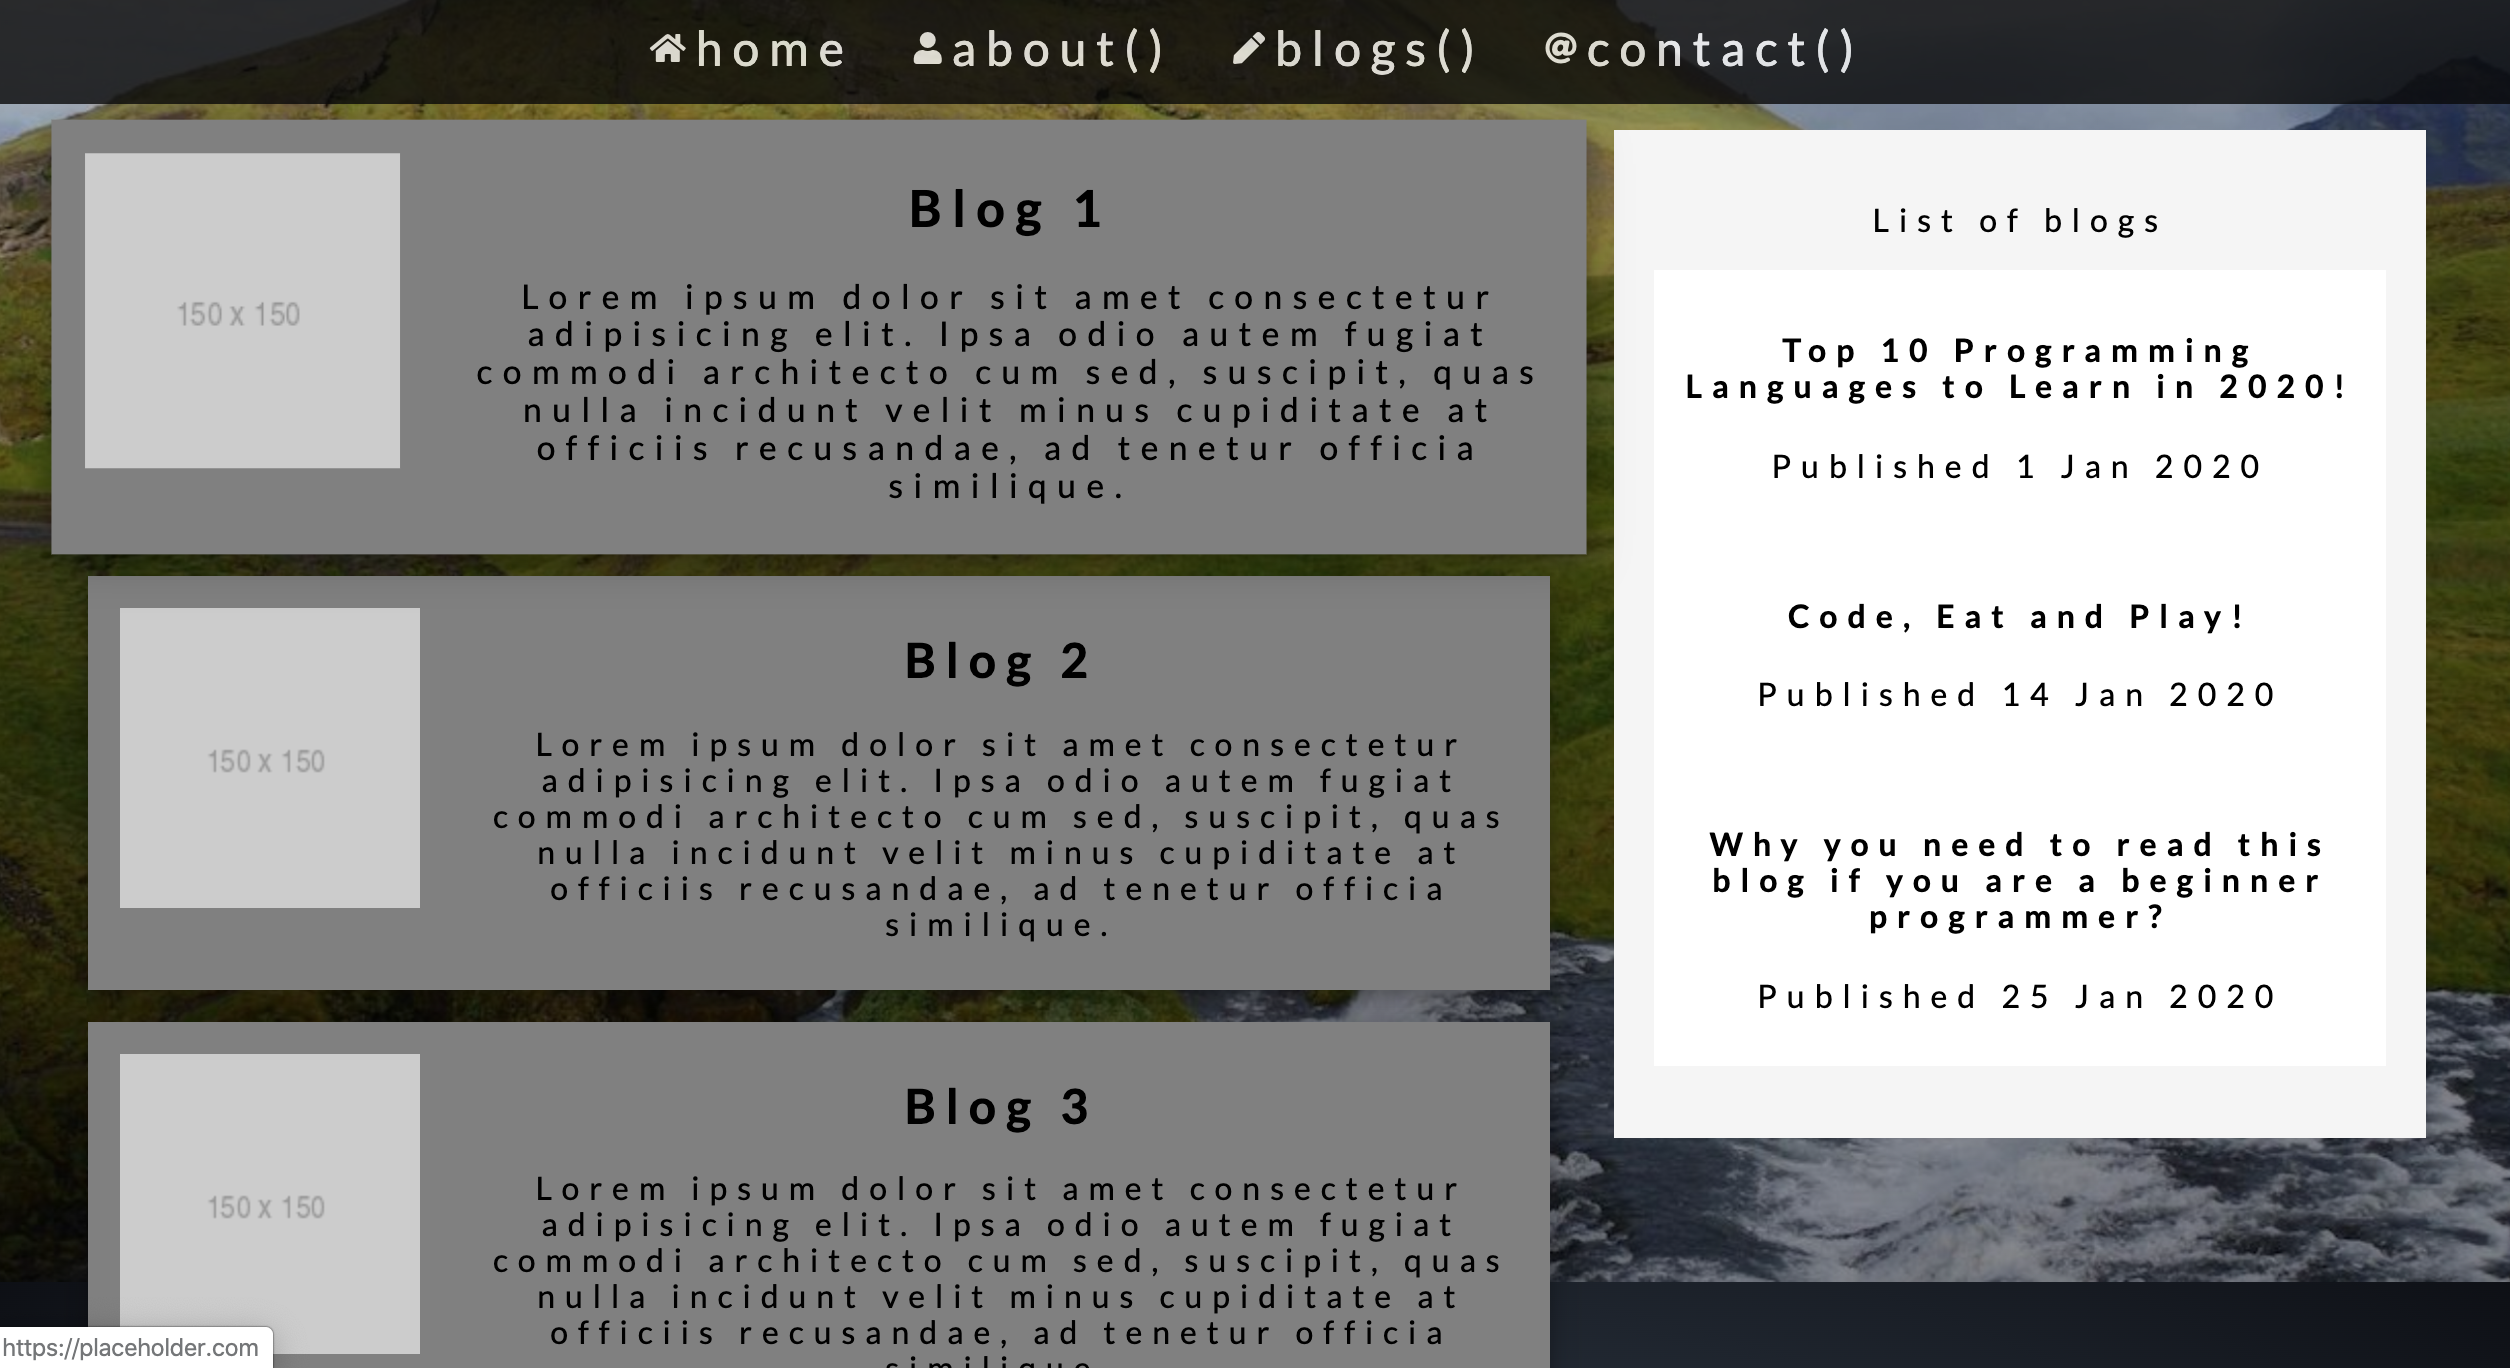 home about() blogs() @contact()
Blog 1
150 x 150
Lorem ipsum dolor sit amet consectetur
adipisicing elit. Ipsa odio autem fugiat
commodi architecto cum sed, suscipit, quas
nulla incidunt velit minus cupiditate at
officiis recusandae, ad tenetur officia
similique.
Blog 2
150 x 150
Lorem ipsum dolor sit amet consectetur
adipisicing elit. Ipsa odio autem fugiat
commodi architecto cum sed, suscipit, quas
nulla incidunt velit minus cupiditate at
officiis recusandae, ad tenetur officia
similique.
Blog 3
150 x 150
Lorem ipsum dolor sit amet consectetur
adipisicing elit. Ipsa odio autem fugiat
commodi architecto cum sed, suscipit, quas
nulla incidunt velit minus cupiditate at
officiis recusandae, ad tenetur officia
List of blogs
Top 10 Programming
Languages to Learn in 2020!
Published 1 Jan 2020
Code, Eat and Play!
Published 14 Jan 2020
Why you need to read this
blog if you are a beginner
programmer?
Published 25 Jan 2020
https://placeholder.com